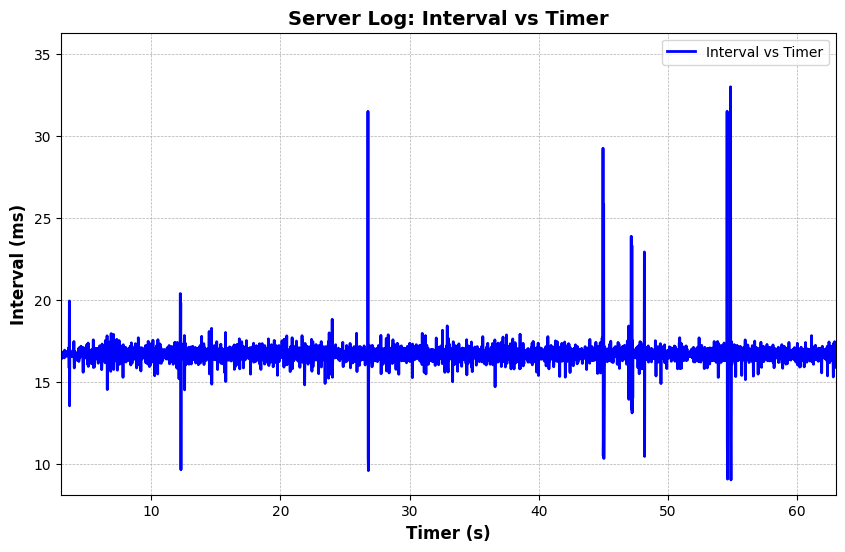 Server Log: Interval vs Timer
Interval vs Timer
35
30
25
20
15
10
Interval (ms)
10 20 30 40 50 60
Timer (s)